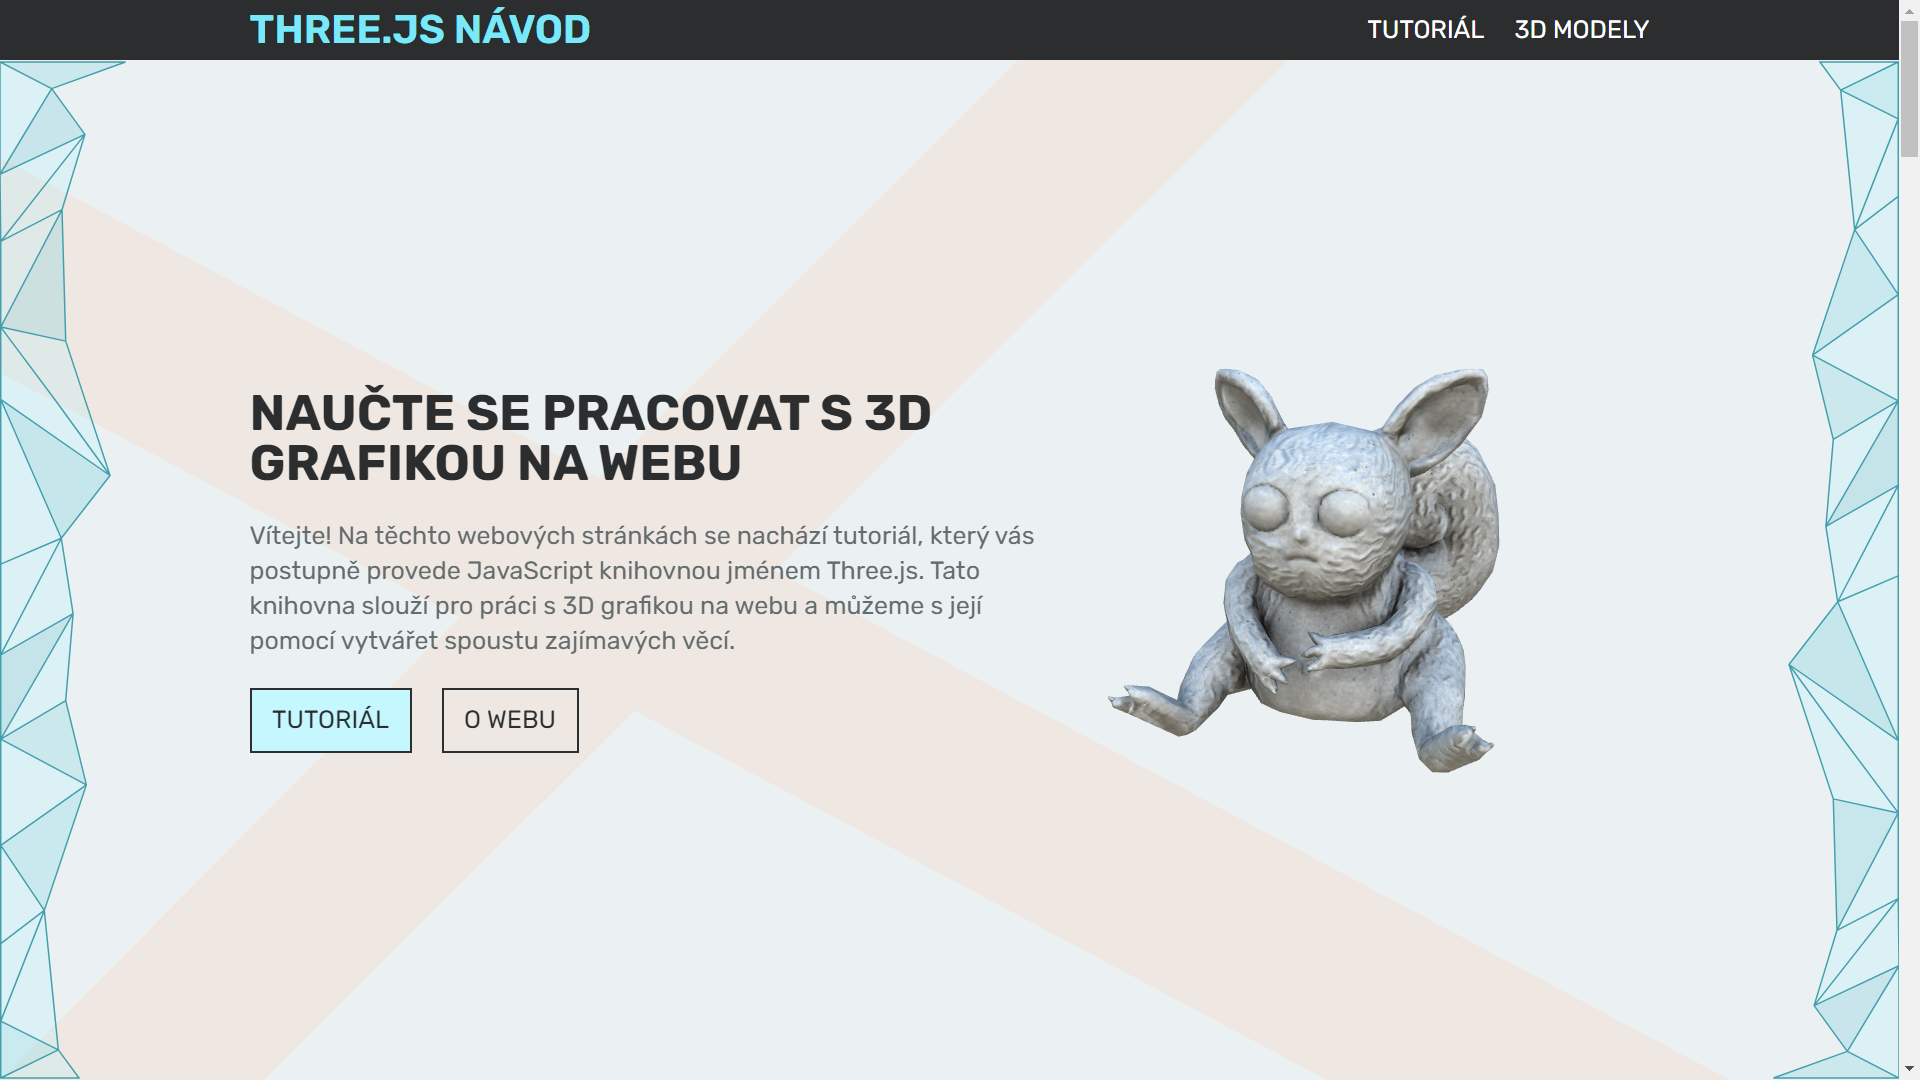 THREE.JS NÁVOD
TUTORIÁL 3D MODELY
NAUČTE SE PRACOVAT S 3D
GRAFIKOU NA WEBU
Vítejte! Na těchto webových stránkách se nachází tutoriál, který vás
postupně provede JavaScript knihovnou jménem Three.js. Tato
knihovna slouží pro práci s 3D grafikou na webu a můžeme s její
pomocí vytvářet spoustu zajímavých věcí.
TUTORIÁL O WEBU